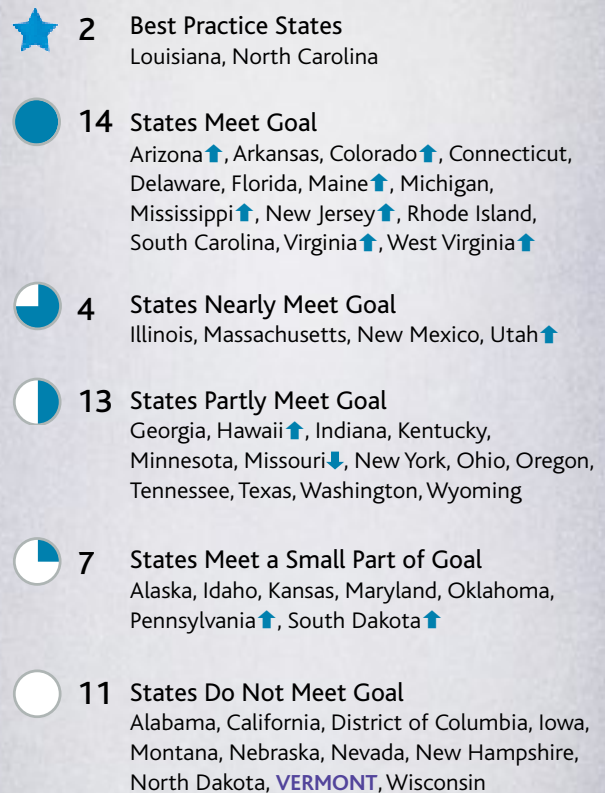 2 Best Practice States
Louisiana, North Carolina
14 States Meet Goal
Arizona⬆, Arkansas, Colorado⬆, Connecticut,
Delaware, Florida, Maine⬆, Michigan,
Mississippi⬆, New Jersey⬆, Rhode Island,
South Carolina, Virginia⬆, West Virginia⬆
4 States Nearly Meet Goal
Illinois, Massachusetts, New Mexico, Utah⬆
13 States Partly Meet Goal
Georgia, Hawaii⬆, Indiana, Kentucky,
Minnesota, Missouri⬇, New York, Ohio, Oregon,
Tennessee, Texas, Washington, Wyoming
7 States Meet a Small Part of Goal
Alaska, Idaho, Kansas, Maryland, Oklahoma,
Pennsylvania⬆, South Dakota⬆
11 States Do Not Meet Goal
Alabama, California, District of Columbia, Iowa,
Montana, Nebraska, Nevada, New Hampshire,
North Dakota, VERMONT, Wisconsin